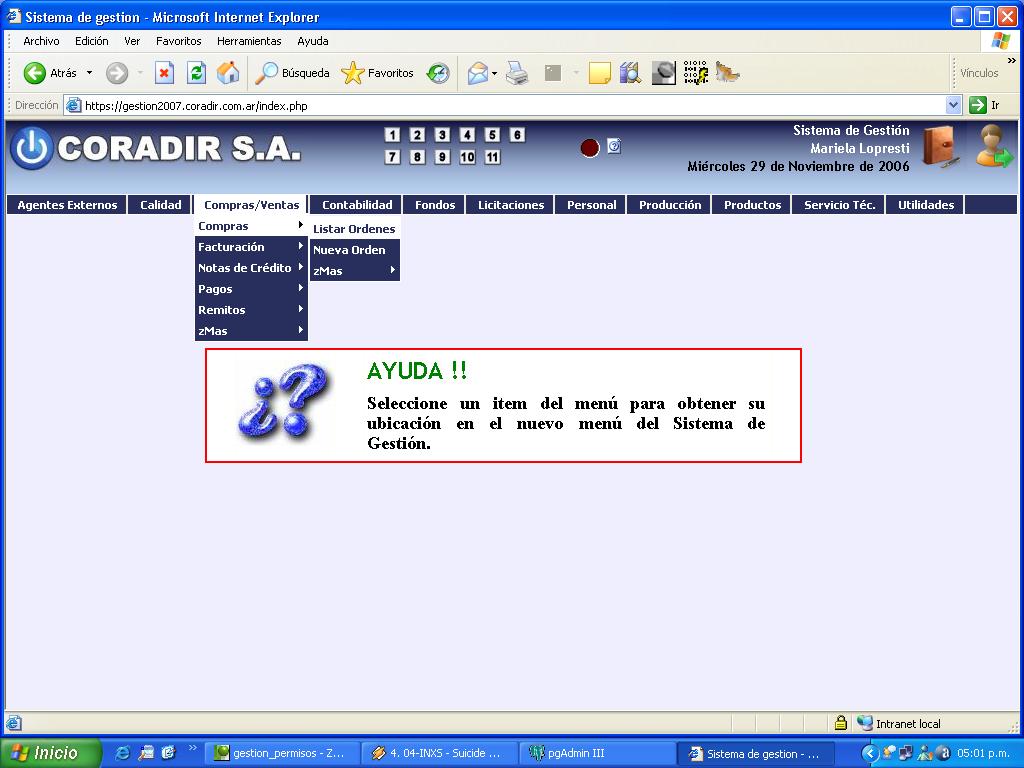 Sistema de gestion - Microsoft Internet Explorer
Archivo Edición Ver Favoritos Herramientas Ayuda
Atrás Búsqueda Favoritos Vínculos »
Dirección https://gestion2007.coradir.com.ar/index.php Ir
CORADIR S.A.
1 2 3 4 5 6
7 8 9 10 11
Sistema de Gestión
Mariela Lopresti
Miércoles 29 de Noviembre de 2006
Agentes Externos Calidad Compras/Ventas Contabilidad Fondos Licitaciones Personal Producción Productos Servicio Téc. Utilidades
Compras
Facturación
Notas de Crédito
Pagos
Remitos
zMas
Listar Ordenes
Nueva Orden
zMas
¿?
AYUDA !!
Seleccione un item del menú para obtener su
ubicación en el nuevo menú del Sistema de
Gestión.
Intranet local
Inicio » gestion_permisos - Z... 4. 04-INXS - Suicide ... pgAdmin III Sistema de gestion - ... 05:01 p.m.